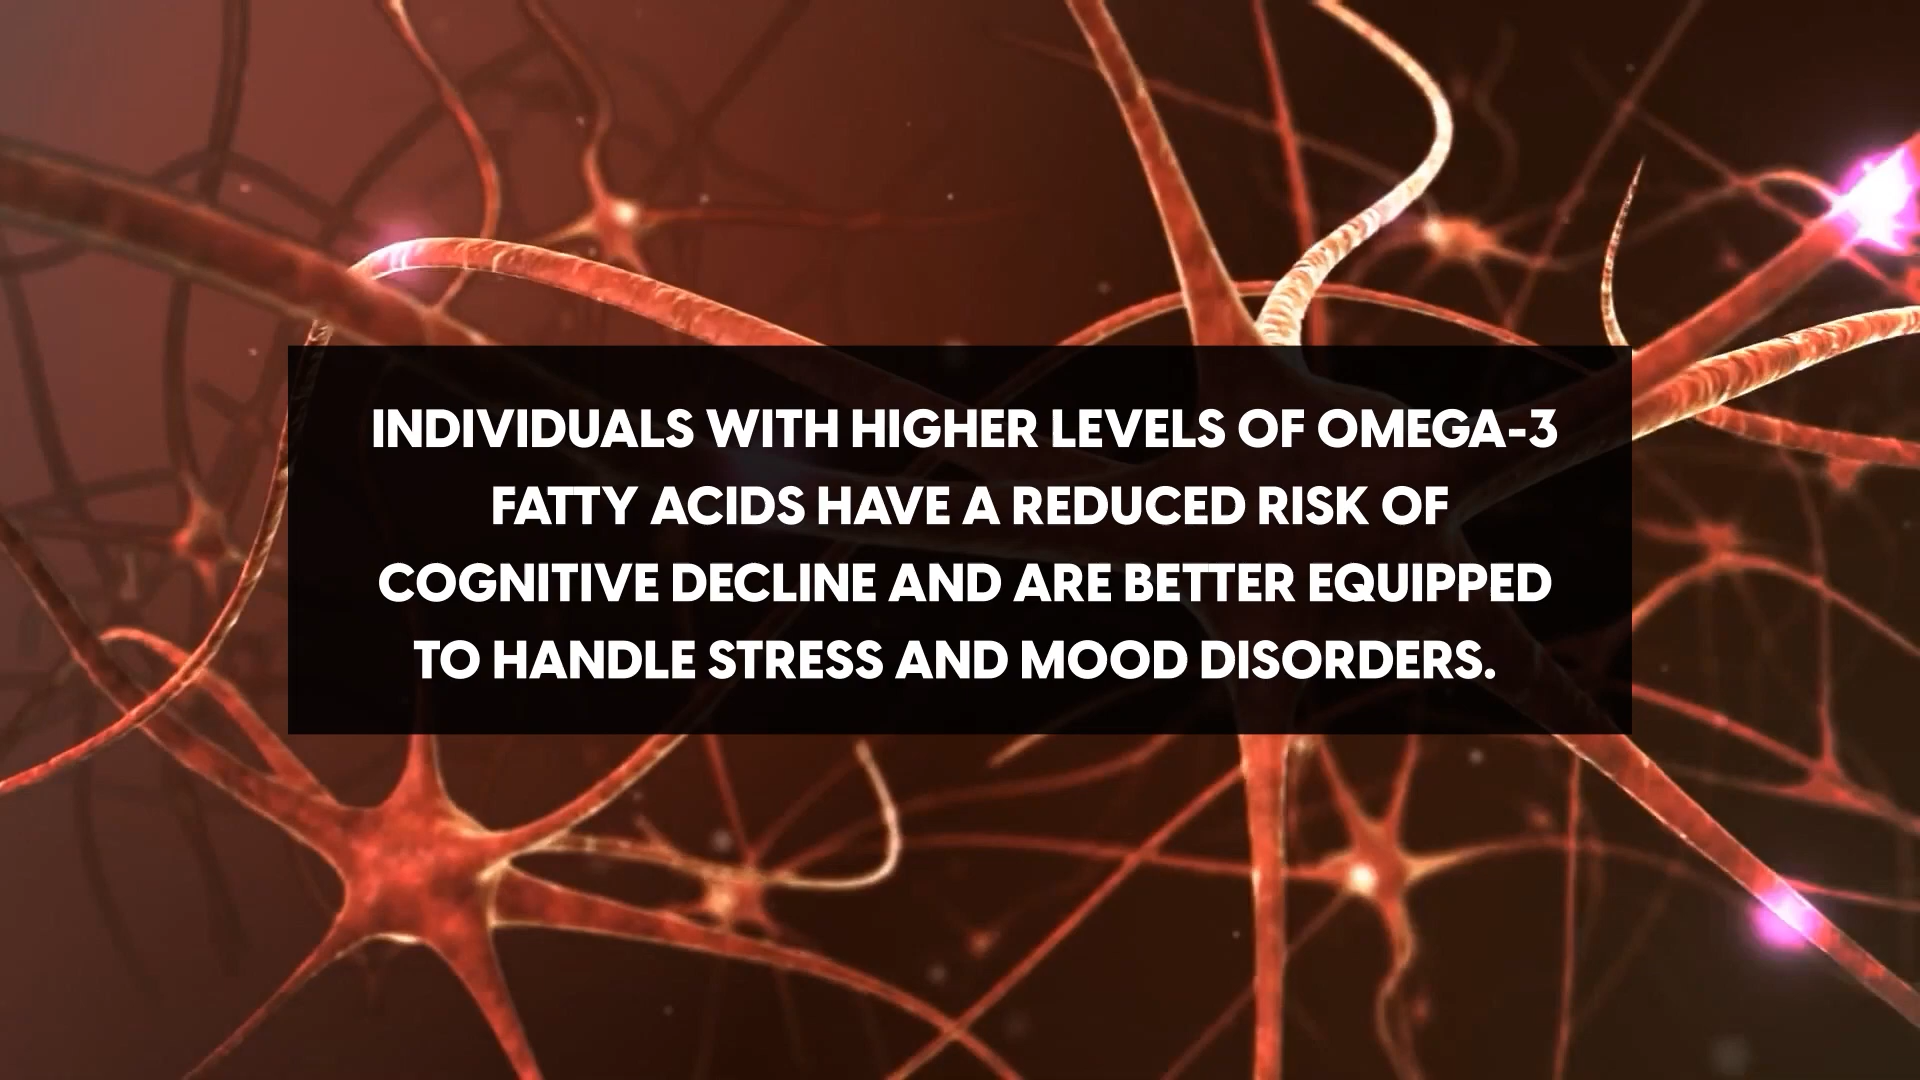 INDIVIDUALS WITH HIGHER LEVELS OF OMEGA-3
FATTY ACIDS HAVE A REDUCED RISK OF
COGNITIVE DECLINE AND ARE BETTER EQUIPPED
TO HANDLE STRESS AND MOOD DISORDERS.